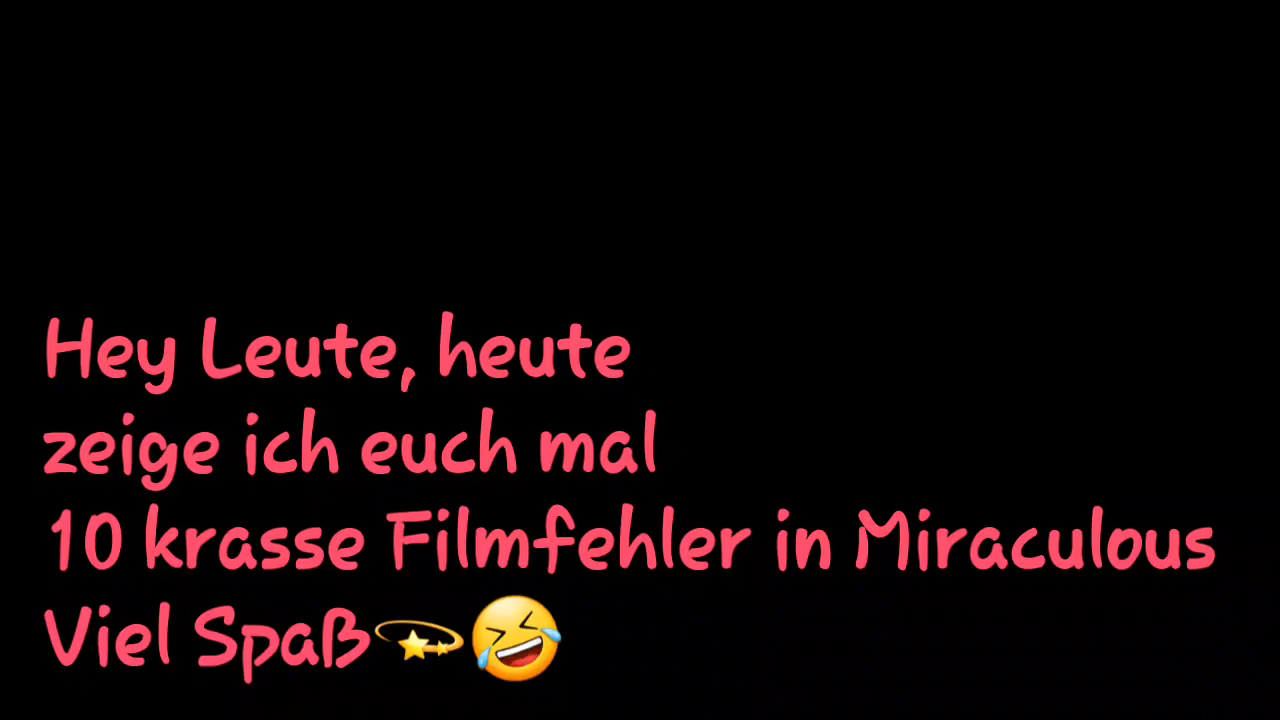 Hey Leute, heute
zeige ich euch mal
10 krasse Filmfehler in Miraculous
Viel Spaß💫🤣